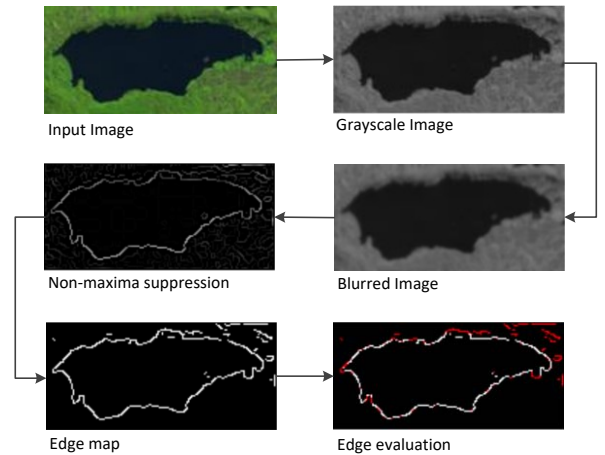 Input Image
Grayscale Image
Non-maxima suppression
Blurred Image
Edge map
Edge evaluation